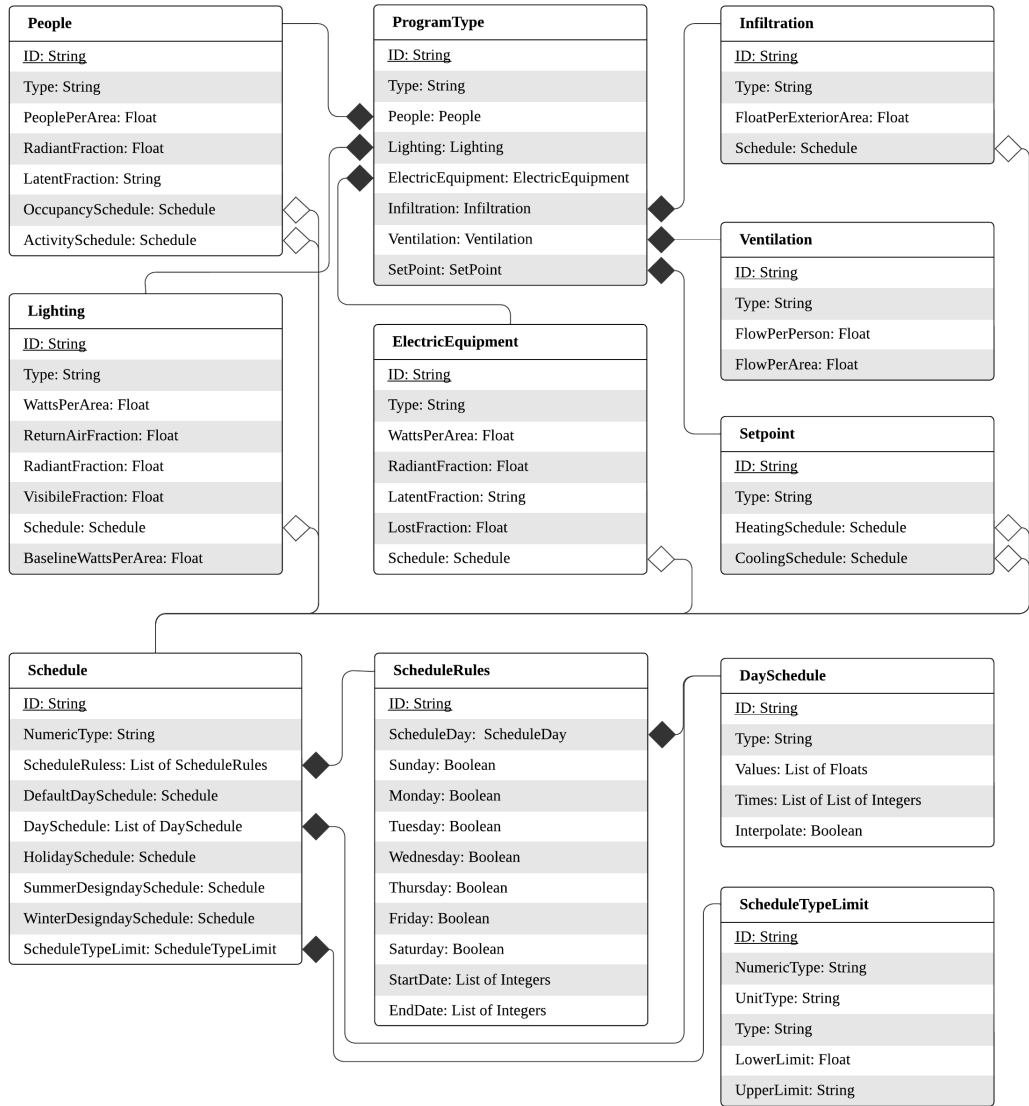 People
ID: String
Type: String
PeoplePerArea: Float
RadiantFraction: Float
LatentFraction: String
OccupancySchedule: Schedule
ActivitySchedule: Schedule
ProgramType
ID: String
Type: String
People: People
Lighting: Lighting
ElectricEquipment: ElectricEquipment
Infiltration: Infiltration
Ventilation: Ventilation
SetPoint: SetPoint
Infiltration
ID: String
Type: String
FloatPerExteriorArea: Float
Schedule: Schedule
Ventilation
ID: String
Type: String
FlowPerPerson: Float
FlowPerArea: Float
Lighting
ID: String
Type: String
WattsPerArea: Float
ReturnAirFraction: Float
RadiantFraction: Float
VisibileFraction: Float
Schedule: Schedule
BaselineWattsPerArea: Float
ElectricEquipment
ID: String
Type: String
WattsPerArea: Float
RadiantFraction: Float
LatentFraction: String
LostFraction: Float
Schedule: Schedule
Setpoint
ID: String
Type: String
HeatingSchedule: Schedule
CoolingSchedule: Schedule
Schedule
ID: String
NumericType: String
ScheduleRuless: List of ScheduleRules
DefaultDaySchedule: Schedule
DaySchedule: List of DaySchedule
HolidaySchedule: Schedule
SummerDesigndaySchedule: Schedule
WinterDesigndaySchedule: Schedule
ScheduleTypeLimit: ScheduleTypeLimit
ScheduleRules
ID: String
ScheduleDay:  ScheduleDay
Sunday: Boolean
Monday: Boolean
Tuesday: Boolean
Wednesday: Boolean
Thursday: Boolean
Friday: Boolean
Saturday: Boolean
StartDate: List of Integers
EndDate: List of Integers
DaySchedule
ID: String
Type: String
Values: List of Floats
Times: List of List of Integers
Interpolate: Boolean
ScheduleTypeLimit
ID: String
NumericType: String
UnitType: String
Type: String
LowerLimit: Float
UpperLimit: String